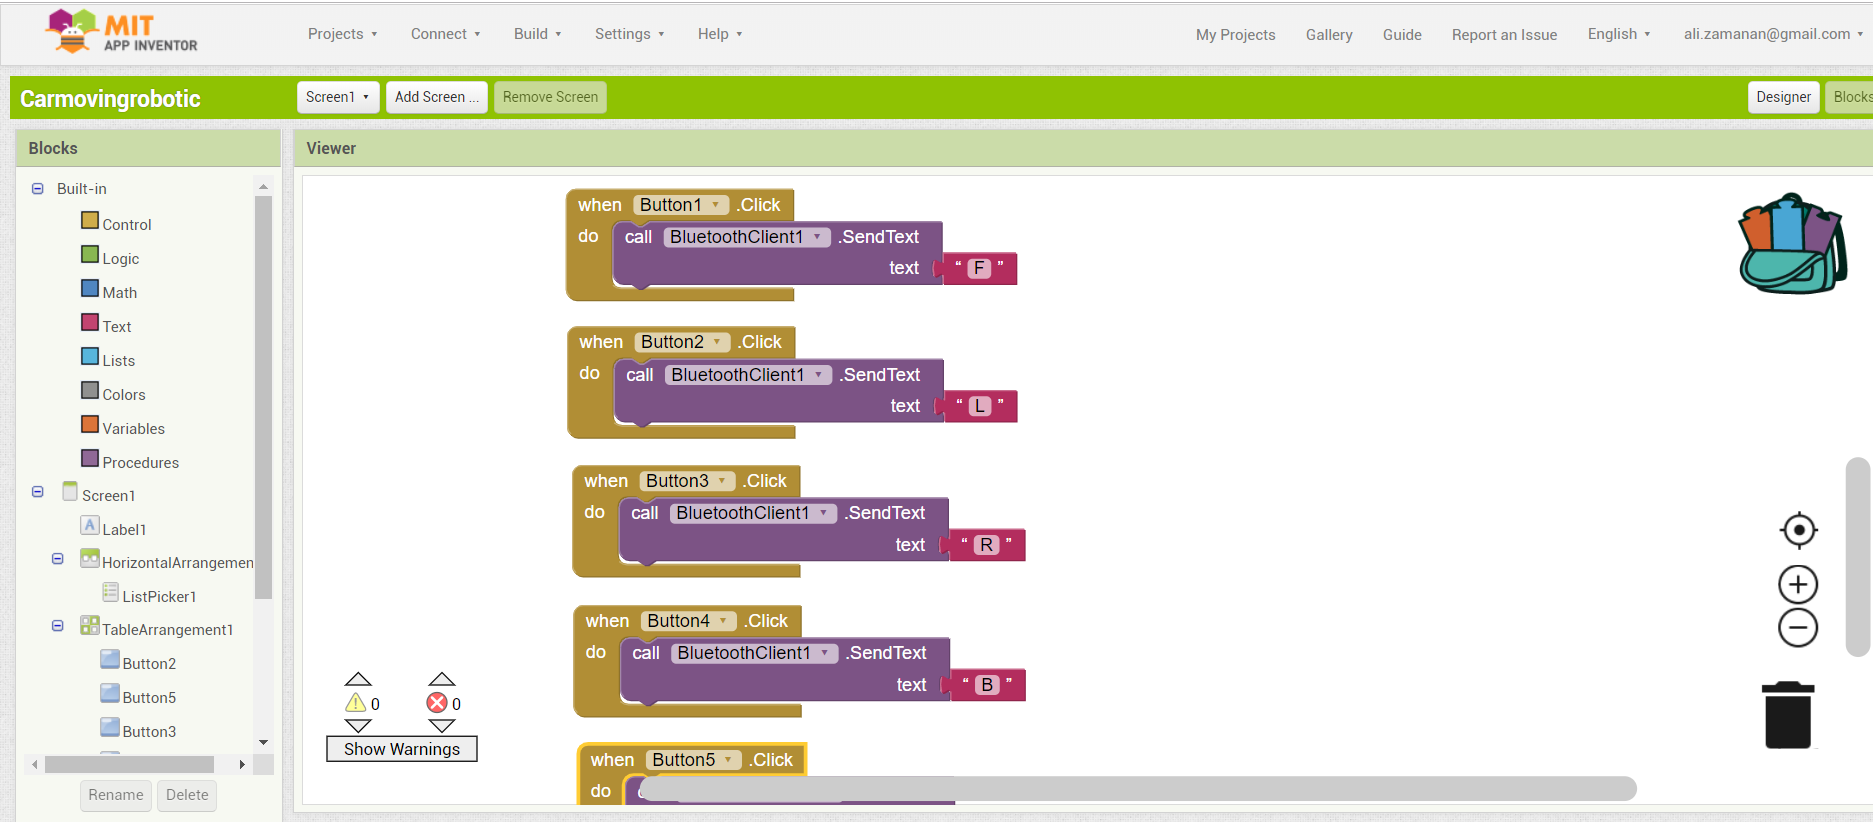 MIT
APP INVENTOR
Projects Connect Build Settings Help My Projects Gallery Guide Report an Issue English ali.zamanan@gmail.com
Carmovingrobotic Screen1 Add Screen ... Remove Screen Designer Blocks
Blocks
Built-in
Control
Logic
Math
Text
Lists
Colors
Variables
Procedures
Screen1
Label1
HorizontalArrangemen
ListPicker1
TableArrangement1
Button2
Button5
Button3
Rename Delete
Viewer
when Button1 .Click
do call BluetoothClient1 .SendText
text “ F ”
when Button2 .Click
do call BluetoothClient1 .SendText
text “ L ”
when Button3 .Click
do call BluetoothClient1 .SendText
text “ R ”
when Button4 .Click
do call BluetoothClient1 .SendText
text “ B ”
when Button5 .Click
do
0 0
Show Warnings